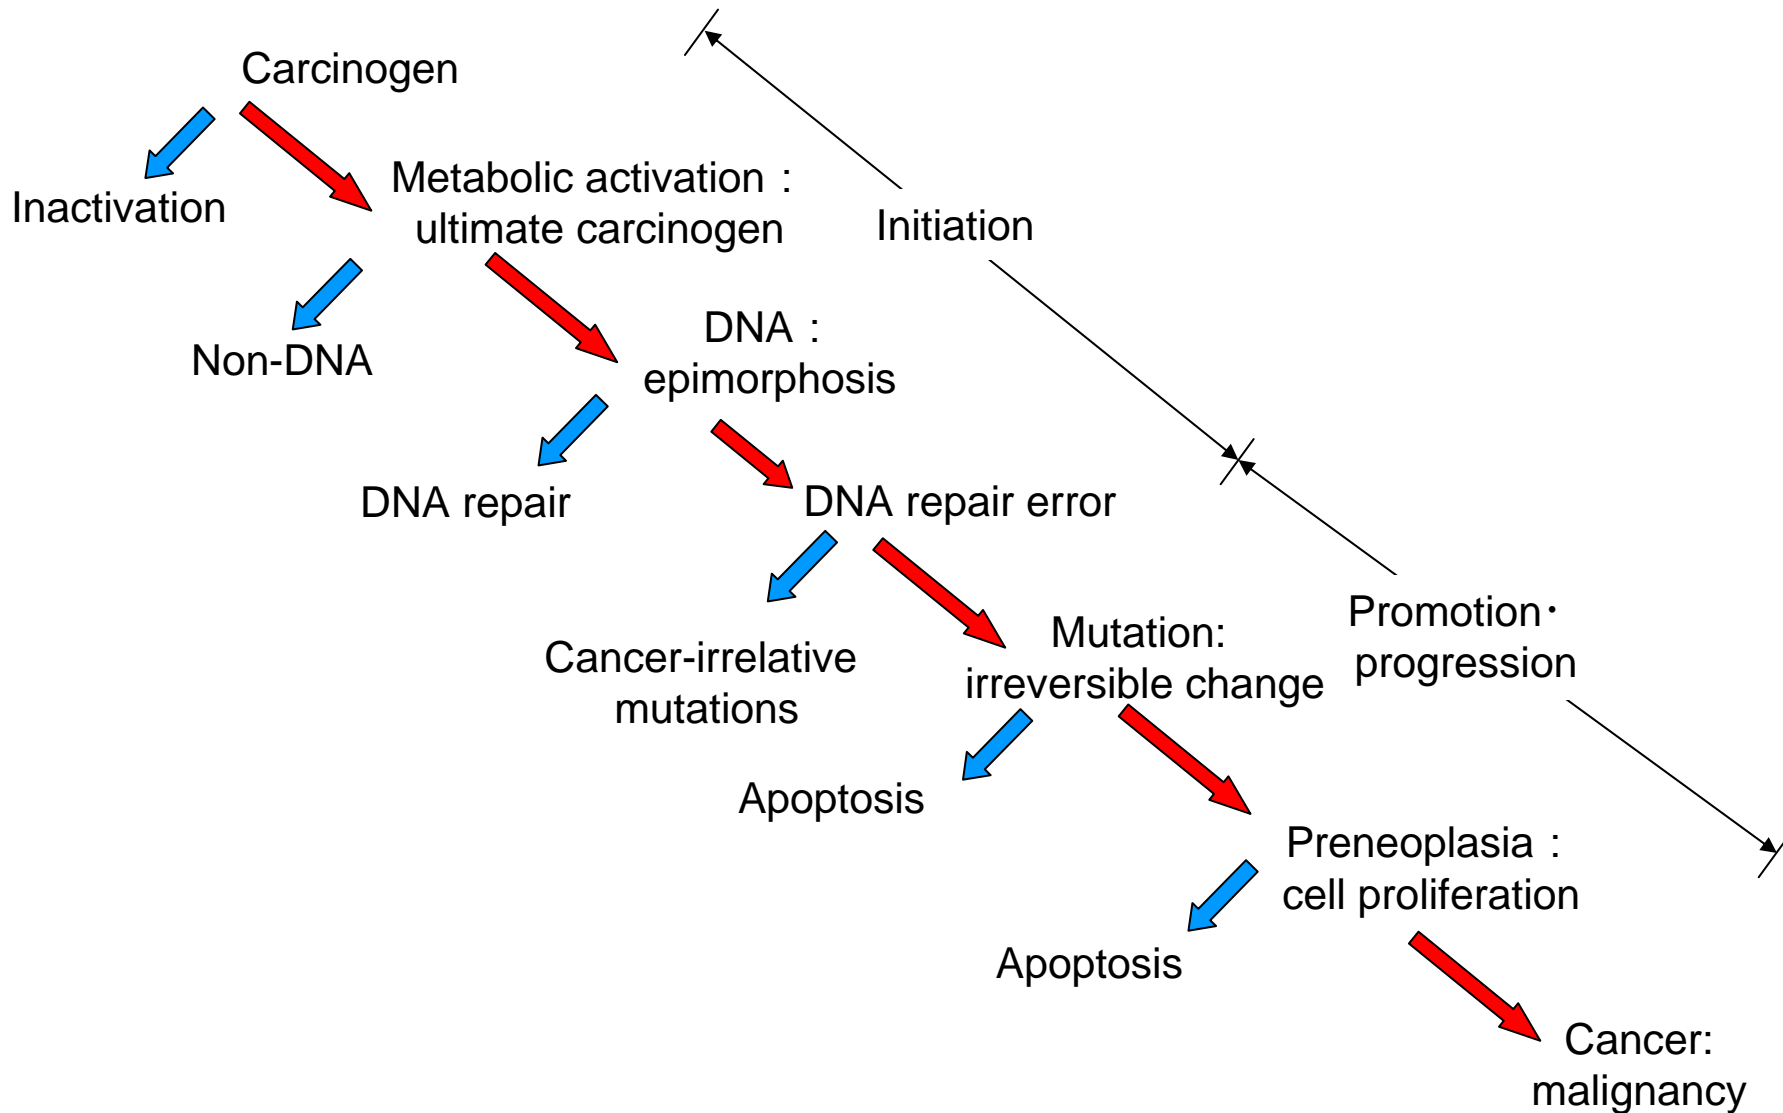 Carcinogen
Inactivation
Metabolic activation :
ultimate carcinogen
Initiation
Non-DNA
DNA :
epimorphosis
DNA repair
DNA repair error
Cancer-irrelative
mutations
Mutation:
irreversible change
Promotion・
progression
Apoptosis
Preneoplasia :
cell proliferation
Apoptosis
Cancer:
malignancy